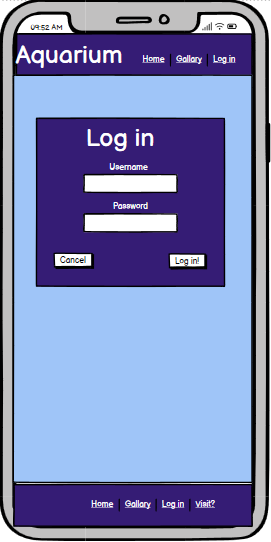 09:52 AM
Aquarium Home Gallary Log in
Log in
Username
Password
Cancel Log in!
Home Gallary Log in Visit?